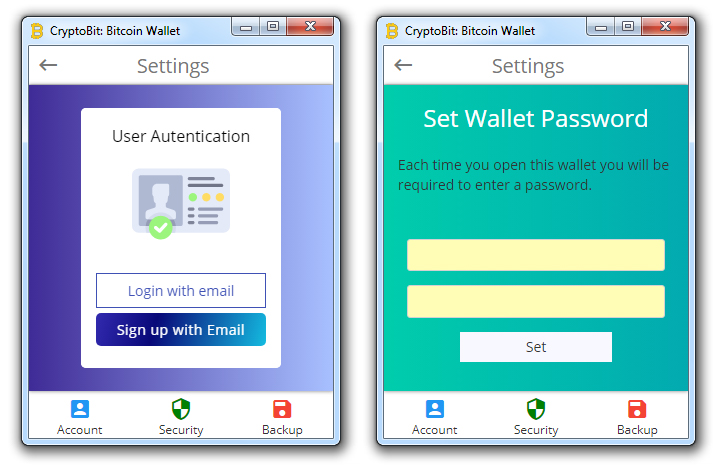 CryptoBit: Bitcoin Wallet
Settings
User Autentication
Login with email
Sign up with Email
Account Security Backup
CryptoBit: Bitcoin Wallet
Settings
Set Wallet Password
Each time you open this wallet you will be
required to enter a password.
Set
Account Security Backup